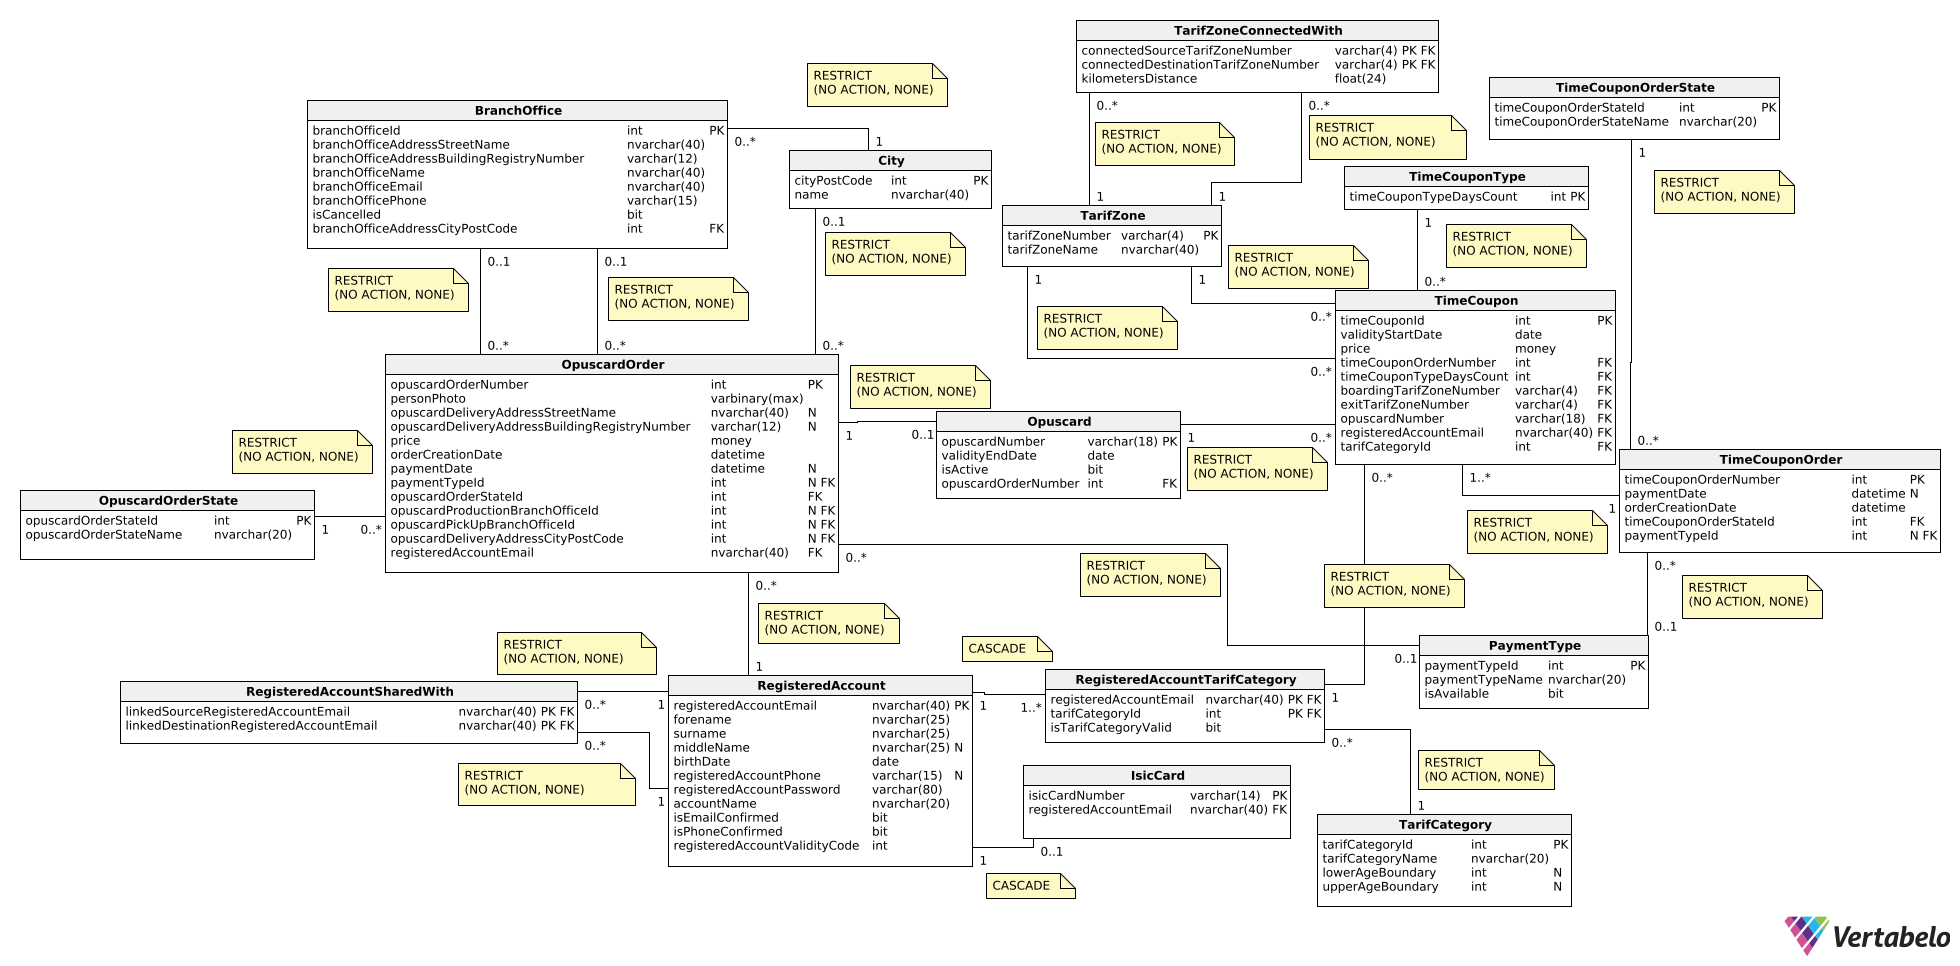 TarifZoneConnectedWith
connectedSourceTarifZoneNumber varchar(4) PK FK
connectedDestinationTarifZoneNumber varchar(4) PK FK
kilometersDistance float(24)
0..*
0..*
RESTRICT
(NO ACTION, NONE)
RESTRICT
(NO ACTION, NONE)
1
1
TimeCouponOrderState
timeCouponOrderStateId int PK
timeCouponOrderStateName nvarchar(20)
1
RESTRICT
(NO ACTION, NONE)
0..*
RESTRICT
(NO ACTION, NONE)
BranchOffice
branchOfficeId int PK
branchOfficeAddressStreetName nvarchar(40)
branchOfficeAddressBuildingRegistryNumber varchar(12)
branchOfficeName nvarchar(40)
branchOfficeEmail nvarchar(40)
branchOfficePhone varchar(15)
isCancelled bit
branchOfficeAddressCityPostCode int FK
0..*
1
City
cityPostCode int PK
name nvarchar(40)
0..1
RESTRICT
(NO ACTION, NONE)
0..*
TimeCouponType
timeCouponTypeDaysCount int PK
1
RESTRICT
(NO ACTION, NONE)
0..*
TarifZone
tarifZoneNumber varchar(4) PK
tarifZoneName nvarchar(40)
1
1
RESTRICT
(NO ACTION, NONE)
0..*
RESTRICT
(NO ACTION, NONE)
0..*
0..1
0..1
RESTRICT
(NO ACTION, NONE)
RESTRICT
(NO ACTION, NONE)
0..*
0..*
TimeCoupon
timeCouponId int PK
validityStartDate date
price money
timeCouponOrderNumber int FK
timeCouponTypeDaysCount int FK
boardingTarifZoneNumber varchar(4) FK
exitTarifZoneNumber varchar(4) FK
opuscardNumber varchar(18) FK
registeredAccountEmail nvarchar(40) FK
tarifCategoryId int FK
OpuscardOrder
opuscardOrderNumber int PK
personPhoto varbinary(max)
opuscardDeliveryAddressStreetName nvarchar(40) N
opuscardDeliveryAddressBuildingRegistryNumber varchar(12) N
price money
orderCreationDate datetime
paymentDate datetime N
paymentTypeId int N FK
opuscardOrderStateId int FK
opuscardProductionBranchOfficeId int N FK
opuscardPickUpBranchOfficeId int N FK
opuscardDeliveryAddressCityPostCode int N FK
registeredAccountEmail nvarchar(40) FK
RESTRICT
(NO ACTION, NONE)
1
0..1
Opuscard
opuscardNumber varchar(18) PK
validityEndDate date
isActive bit
opuscardOrderNumber int FK
1
0..*
RESTRICT
(NO ACTION, NONE)
RESTRICT
(NO ACTION, NONE)
OpuscardOrderState
opuscardOrderStateId int PK
opuscardOrderStateName nvarchar(20)
1
0..*
TimeCouponOrder
timeCouponOrderNumber int PK
paymentDate datetime N
orderCreationDate datetime
timeCouponOrderStateId int FK
paymentTypeId int N FK
0..*
1..*
1
RESTRICT
(NO ACTION, NONE)
RESTRICT
(NO ACTION, NONE)
0..*
RESTRICT
(NO ACTION, NONE)
0..1
0..*
RESTRICT
(NO ACTION, NONE)
0..1
PaymentType
paymentTypeId int PK
paymentTypeName nvarchar(20)
isAvailable bit
0..*
RESTRICT
(NO ACTION, NONE)
1
RESTRICT
(NO ACTION, NONE)
CASCADE
RegisteredAccountSharedWith
linkedSourceRegisteredAccountEmail nvarchar(40) PK FK
linkedDestinationRegisteredAccountEmail nvarchar(40) PK FK
0..*
1
0..*
1
RESTRICT
(NO ACTION, NONE)
RegisteredAccount
registeredAccountEmail nvarchar(40) PK
forename nvarchar(25)
surname nvarchar(25)
middleName nvarchar(25) N
birthDate date
registeredAccountPhone varchar(15) N
registeredAccountPassword varchar(80)
accountName nvarchar(20)
isEmailConfirmed bit
isPhoneConfirmed bit
registeredAccountValidityCode int
1
1..*
RegisteredAccountTarifCategory
registeredAccountEmail nvarchar(40) PK FK
tarifCategoryId int PK FK
isTarifCategoryValid bit
1
0..*
RESTRICT
(NO ACTION, NONE)
1
IsicCard
isicCardNumber varchar(14) PK
registeredAccountEmail nvarchar(40) FK
0..1
1
CASCADE
TarifCategory
tarifCategoryId int PK
tarifCategoryName nvarchar(20)
lowerAgeBoundary int N
upperAgeBoundary int N
Vertabelo